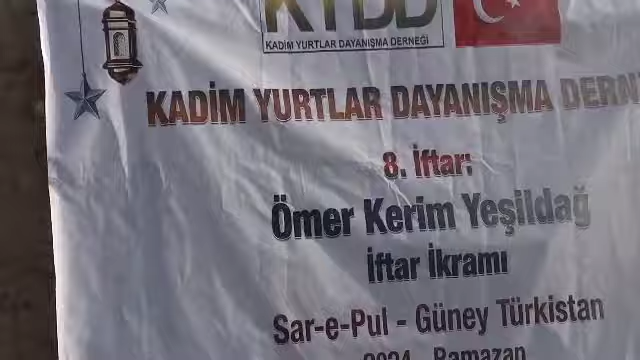 KYDD
KADİM YURTLAR DAYANIŞMA DERNEĞİ
KADİM YURTLAR DAYANIŞMA DERN
8. İftar:
Ömer Kerim Yeşildağ
İftar İkramı
Sar-e-Pul - Güney Türkistan
2024 - Ramazan